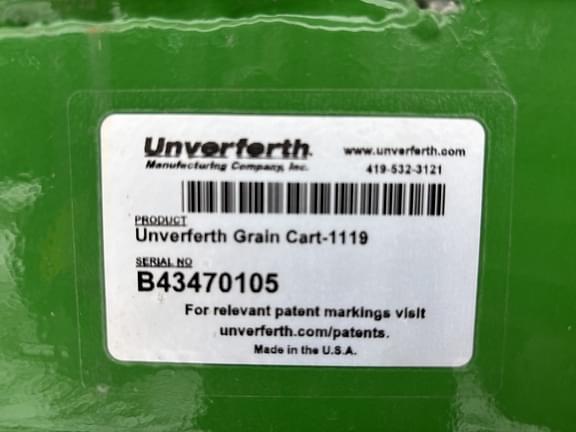 Unverferth
Manufacturing Company, Inc.
www.unverferth.com
419-532-3121
PRODUCT
Unverferth Grain Cart-1119
SERIAL NO
B43470105
For relevant patent markings visit
unverferth.com/patents.
Made in the U.S.A.